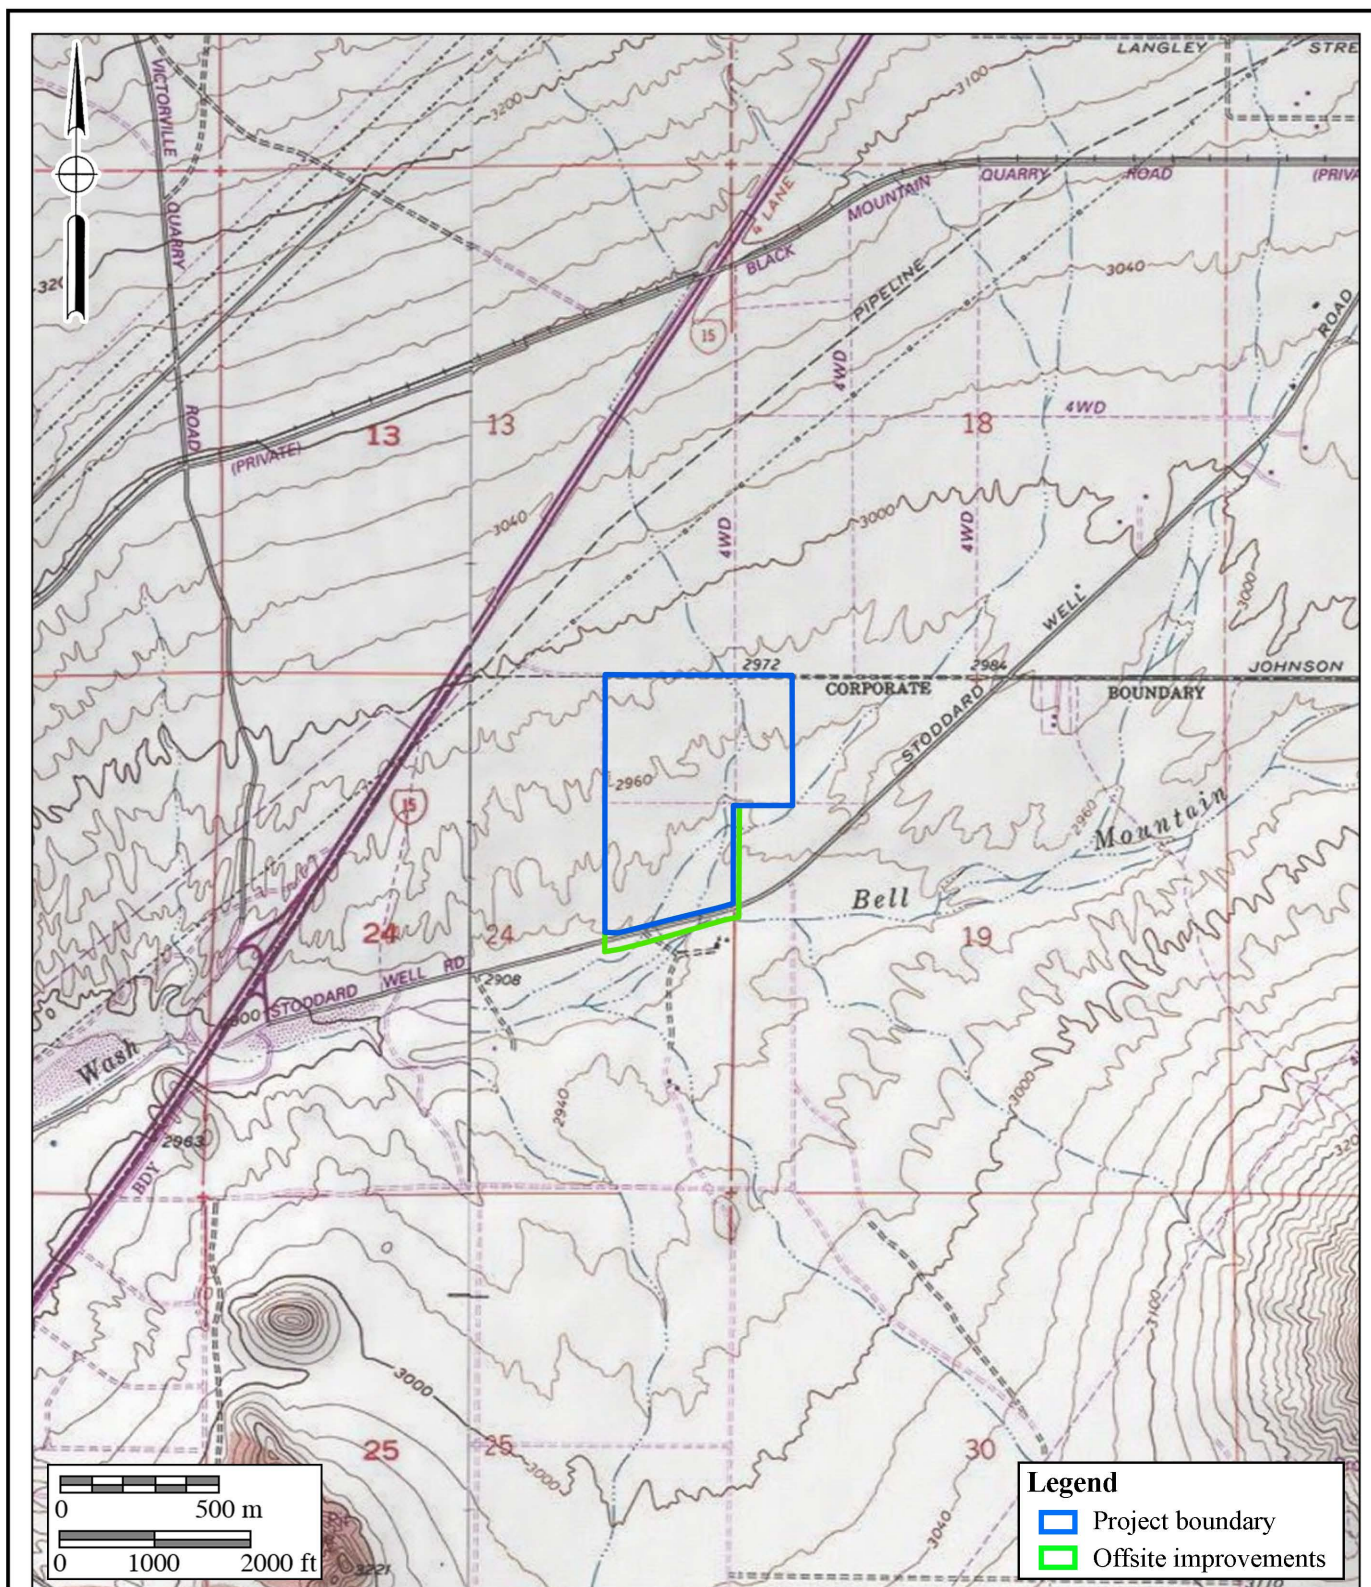 LANGLEY STRE
VICTORVILLE QUARRY ROAD
3200
3100
4 LANE
QUARRY ROAD (PRIVA
BLACK MOUNTAIN
320
3040
PIPELINE
15
ROAD
4WD
4WD
13
13
18
(PRIVATE)
3040
3000
4WD
4WD
3000
WELL
2972
2984
JOHNSON
CORPORATE BOUNDARY
STODDARD
2960
15
2960
Bell Mountain
24
24
19
STODDARD WELL RD
2908
Wash
2940
3000
2963
BDY
320
3100
3000
3000
25
25
30
3040
3221
0 500 m
0 1000 2000 ft
Legend
Project boundary
Offsite improvements